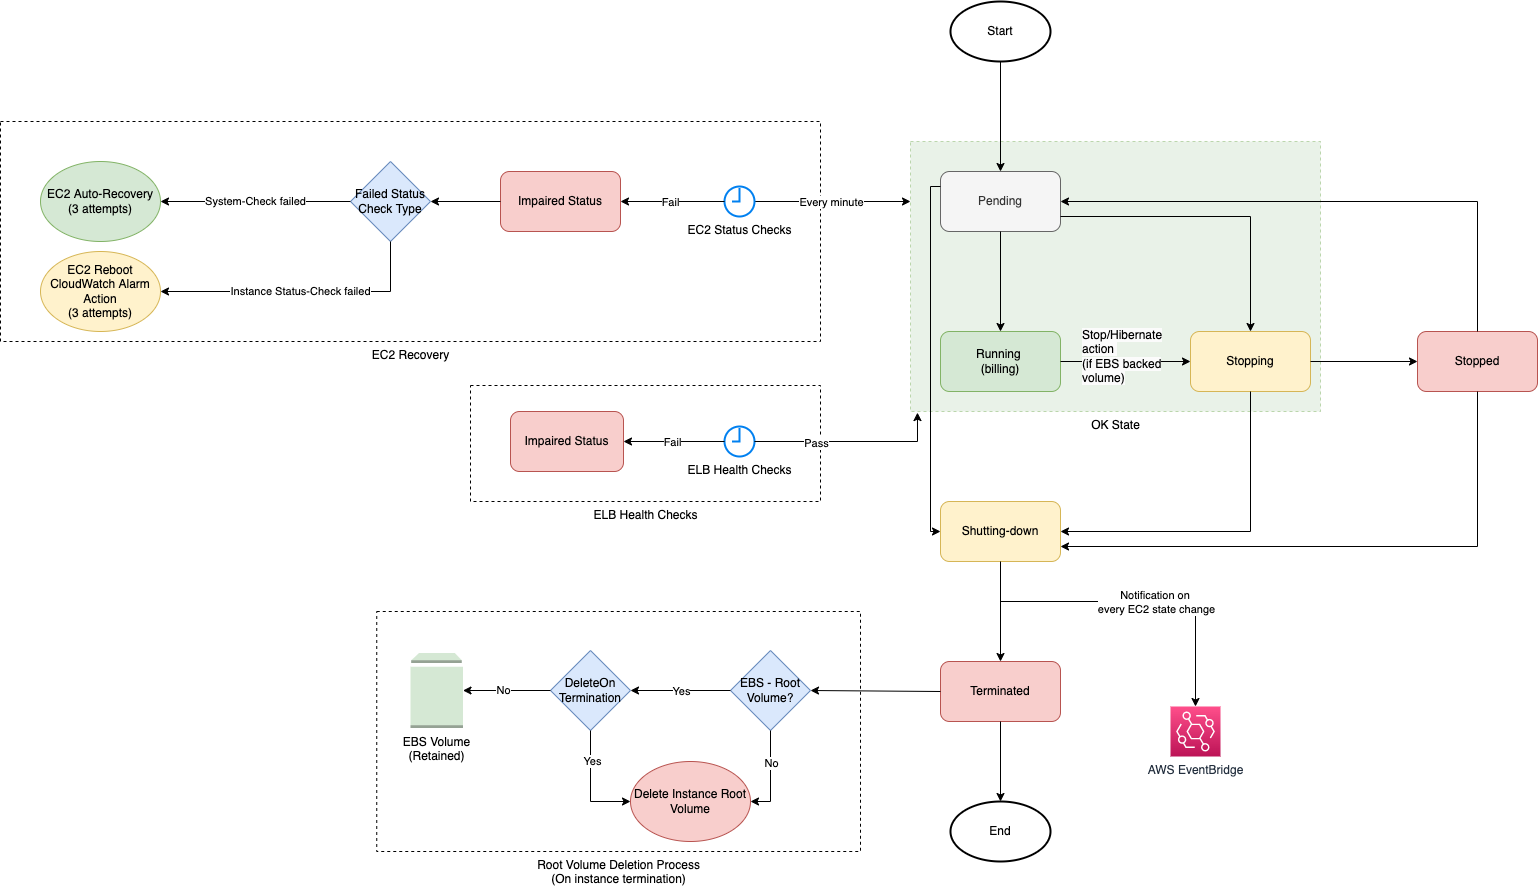 Start
EC2 Auto-Recovery
(3 attempts)
System-Check failed
Failed Status
Check Type
Impaired Status
Fail
EC2 Status Checks
Every minute
Pending
EC2 Reboot
CloudWatch Alarm
Action
(3 attempts)
Instance Status-Check failed
EC2 Recovery
Running
(billing)
Stop/Hibernate
action
(if EBS backed
volume)
Stopping
Stopped
OK State
Impaired Status
Fail
ELB Health Checks
Pass
ELB Health Checks
Shutting-down
Notification on
every EC2 state change
EBS Volume
(Retained)
No
DeleteOn
Termination
Yes
EBS - Root
Volume?
Terminated
Yes
No
Delete Instance Root
Volume
AWS EventBridge
End
Root Volume Deletion Process
(On instance termination)